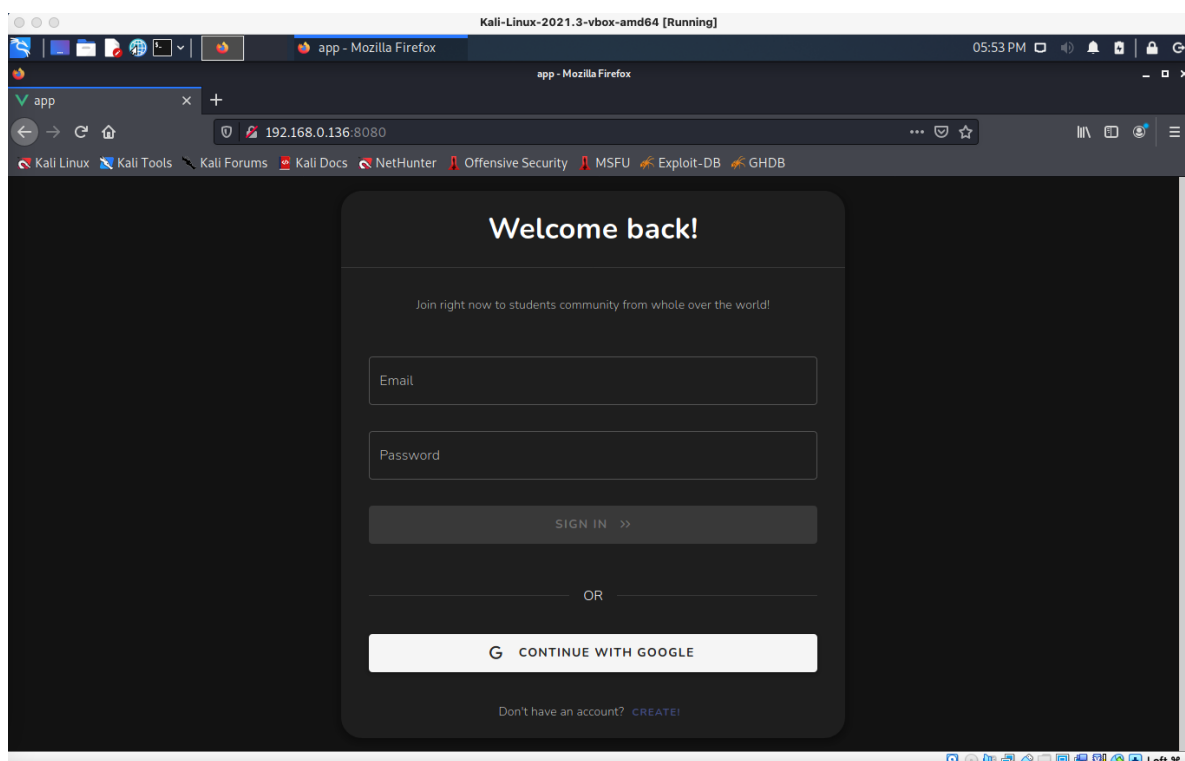 Kali-Linux-2021.3-vbox-amd64 [Running]
app - Mozilla Firefox
05:53 PM
app - Mozilla Firefox
app
192.168.0.136:8080
Kali Linux Kali Tools Kali Forums Kali Docs NetHunter Offensive Security MSFU Exploit-DB GHDB
Welcome back!
Join right now to students community from whole over the world!
Email
Password
SIGN IN
OR
G CONTINUE WITH GOOGLE
Don't have an account? CREATE!
Left ⌘